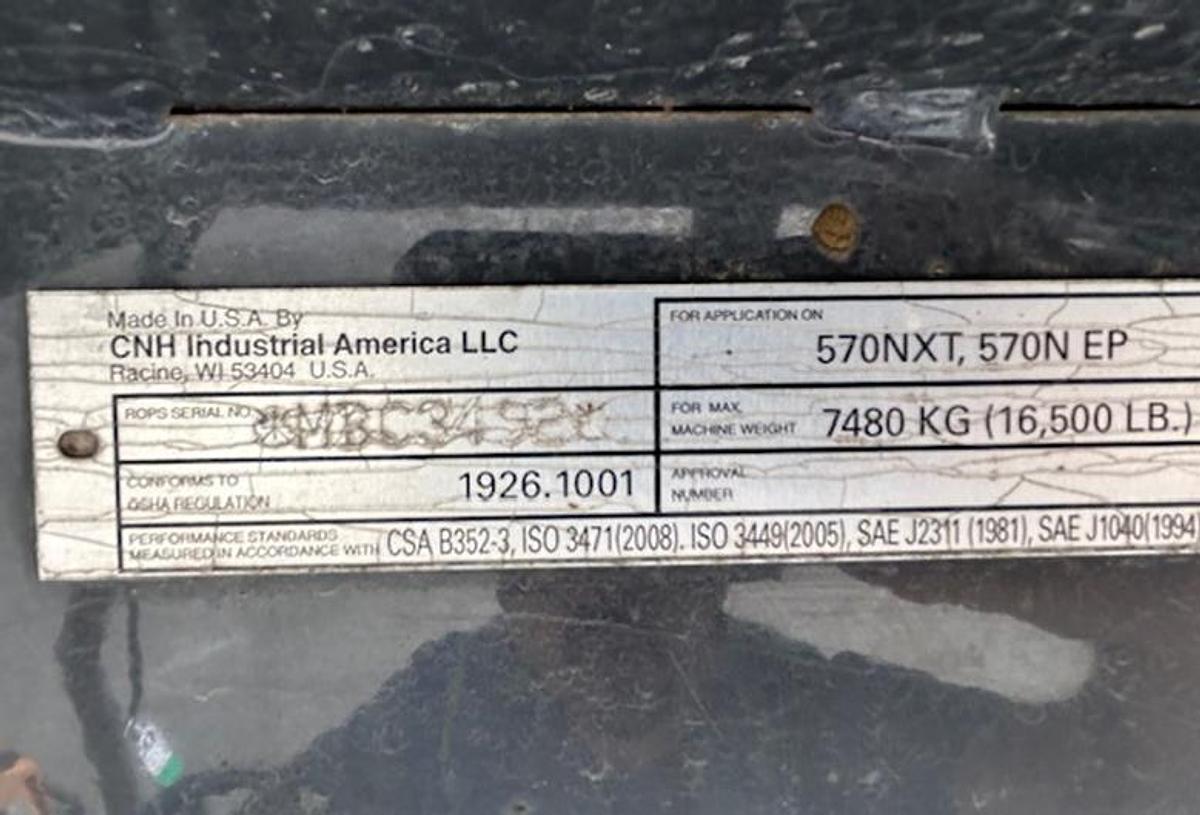 Made In U.S.A. By
CNH Industrial America LLC
Racine, WI 53404 U.S.A.
FOR APPLICATION ON
570NXT, 570N EP
ROPS SERIAL NO.
FOR MAX.
MACHINE WEIGHT
7480 KG (16,500 LB.)
CONFORMS TO
OSHA REGULATION
1926.1001
APPROVAL
NUMBER
PERFORMANCE STANDARDS
MEASURED IN ACCORDANCE WITH
CSA B352-3, ISO 3471(2008). ISO 3449(2005), SAE J2311 (1981), SAE J1040(1994